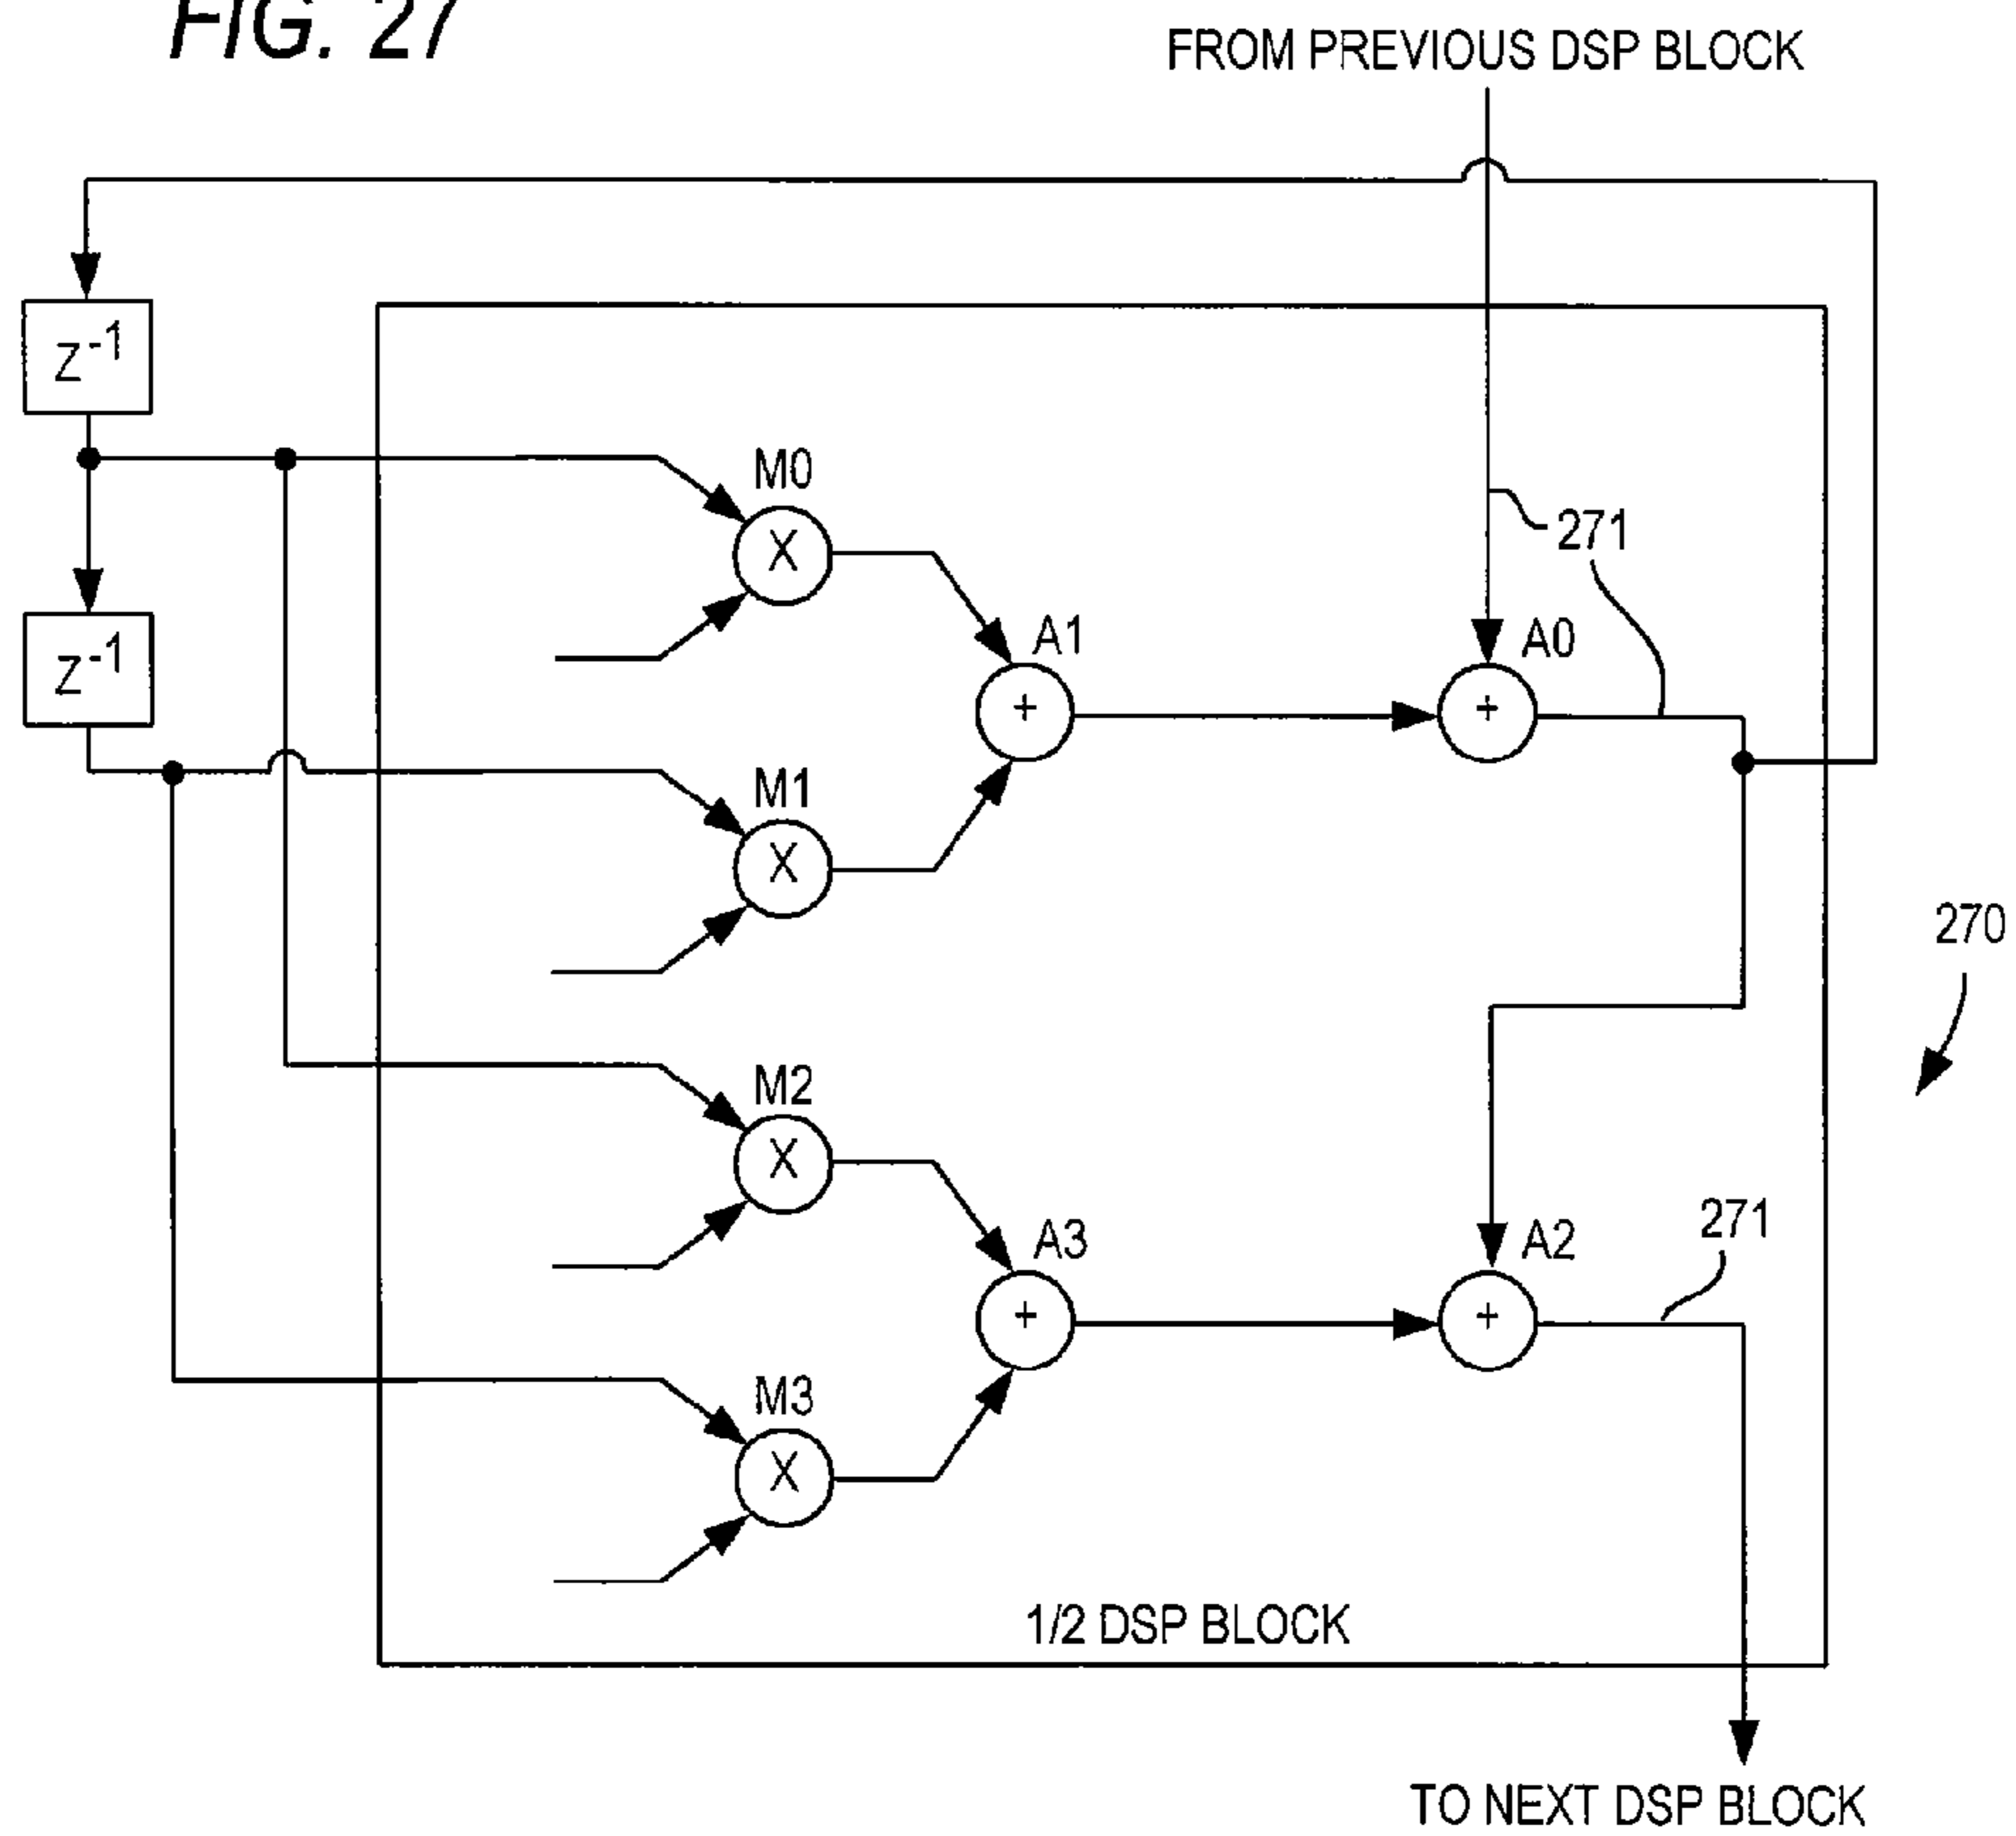 FIG. 27
FROM PREVIOUS DSP BLOCK
z-1
M0
X
271
A1
+
A0
+
z-1
M1
X
270
M2
X
271
A3
+
A2
+
M3
X
1/2 DSP BLOCK
TO NEXT DSP BLOCK